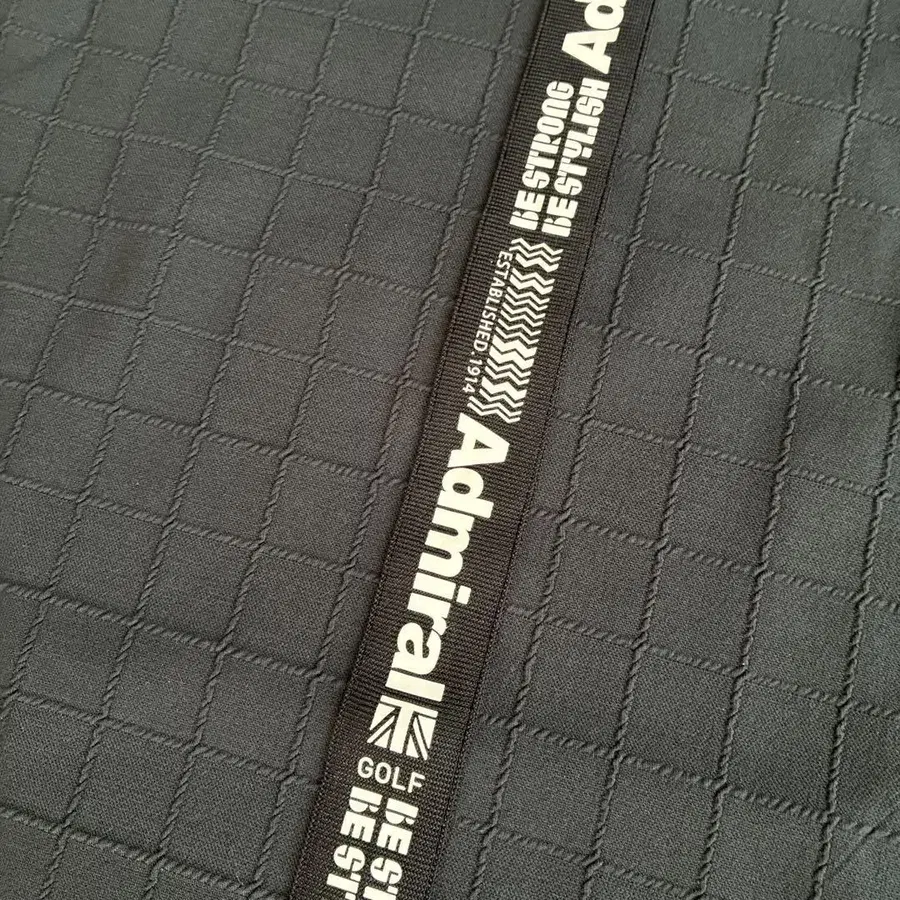 Ad
BE STRONG
BE STYLISH
ESTABLISHED.1914
Admiral
GOLF
BE ST
BE ST